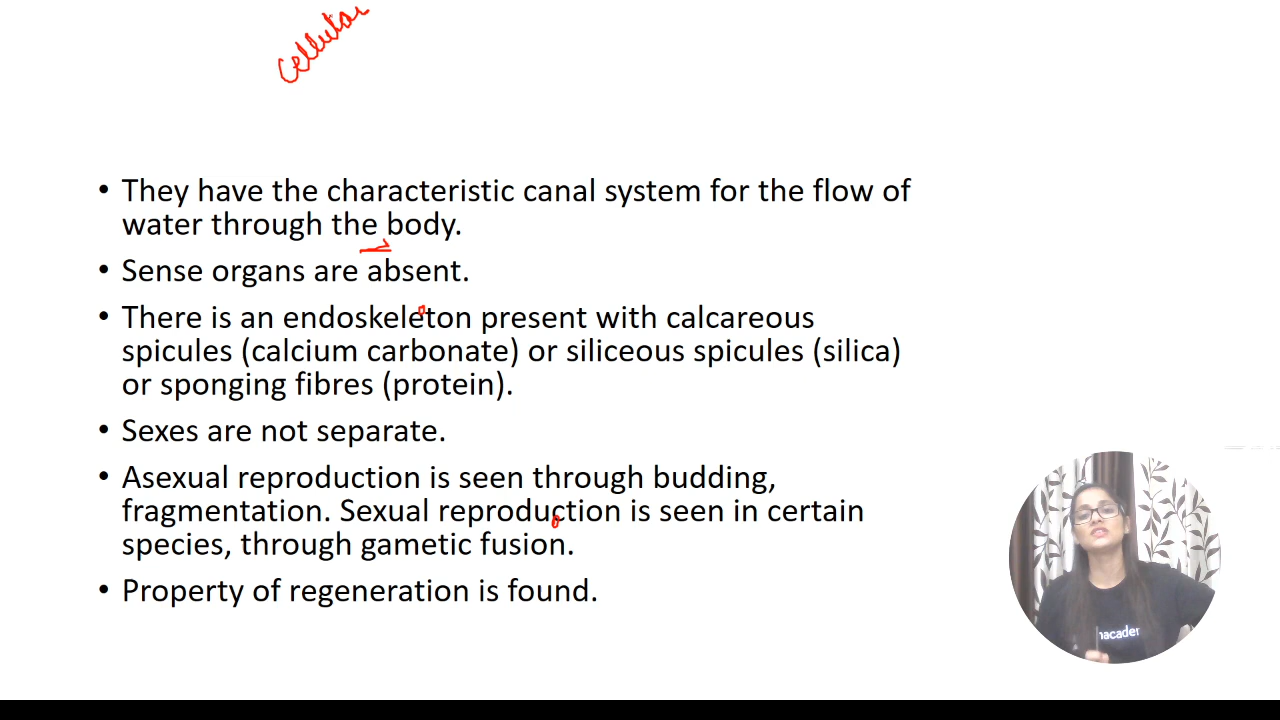 Cellular
• They have the characteristic canal system for the flow of
water through the body.
• Sense organs are absent.
• There is an endoskeleton present with calcareous
spicules (calcium carbonate) or siliceous spicules (silica)
or sponging fibres (protein).
• Sexes are not separate.
• Asexual reproduction is seen through budding,
fragmentation. Sexual reproduction is seen in certain
species, through gametic fusion.
• Property of regeneration is found.
nacader